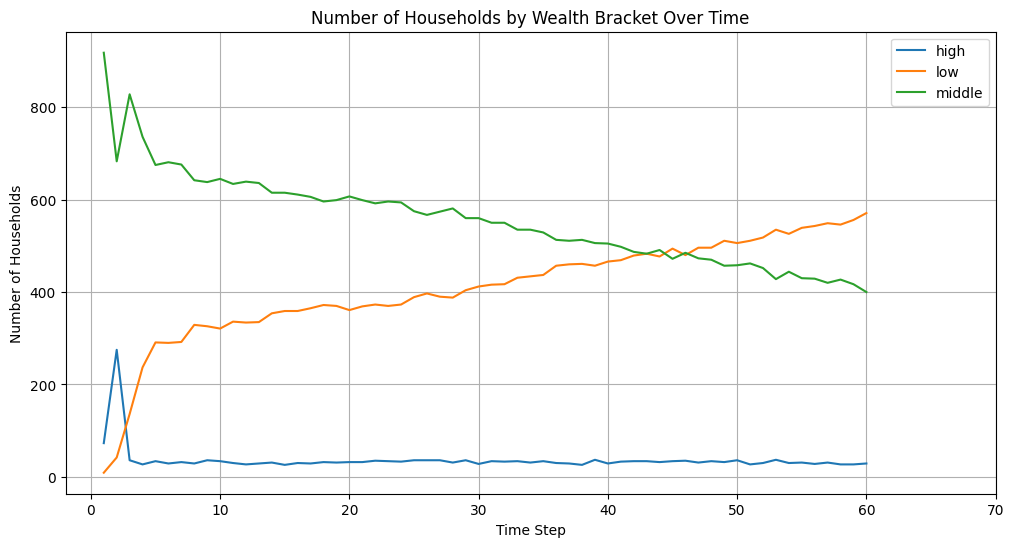 Number of Households by Wealth Bracket Over Time
high
low
middle
Number of Households
800
600
400
200
0
0 10 20 30 40 50 60 70
Time Step